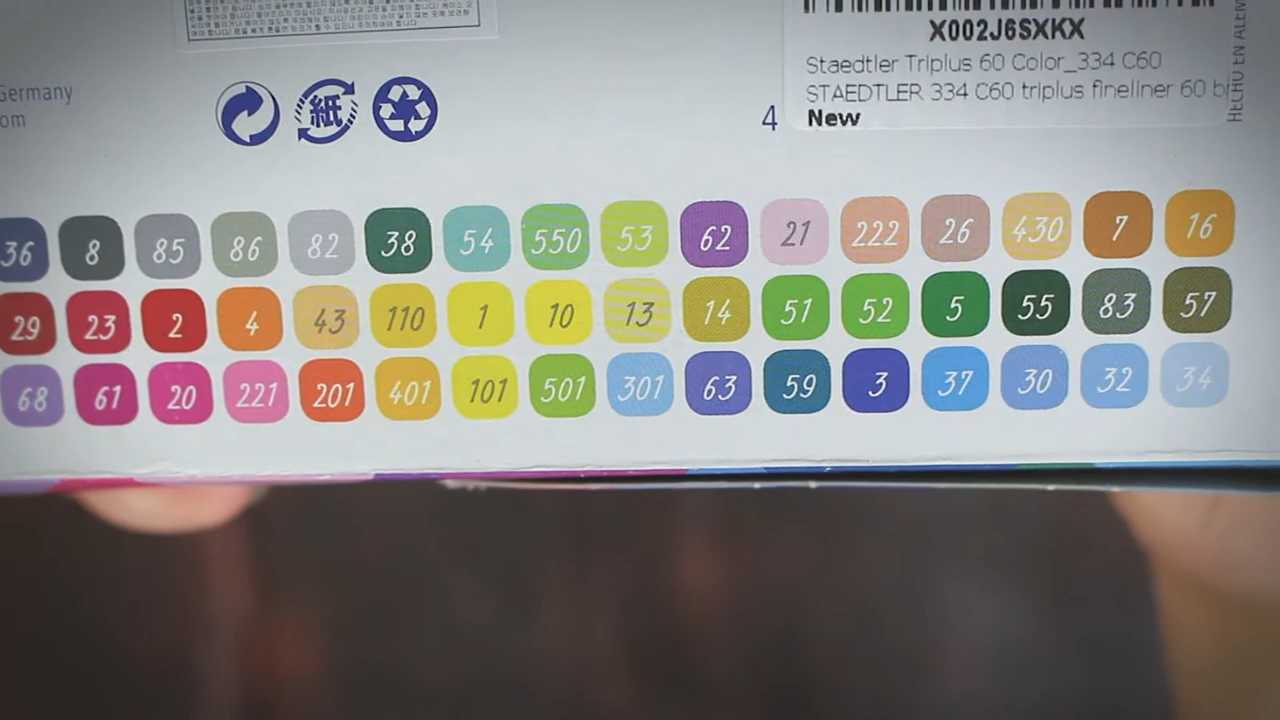 X002J6SXKX
Staedtler Triplus 60 Color_334 C60
STAEDTLER 334 C60 triplus fineliner 60 b
New
Germany
om
紙
4
HECHO EN ALEM
36 8 85 86 82 38 54 550 53 62 21 222 26 430 7 16
29 23 2 4 43 110 1 10 13 14 51 52 5 55 83 57
68 61 20 221 201 401 101 501 301 63 59 3 37 30 32 34